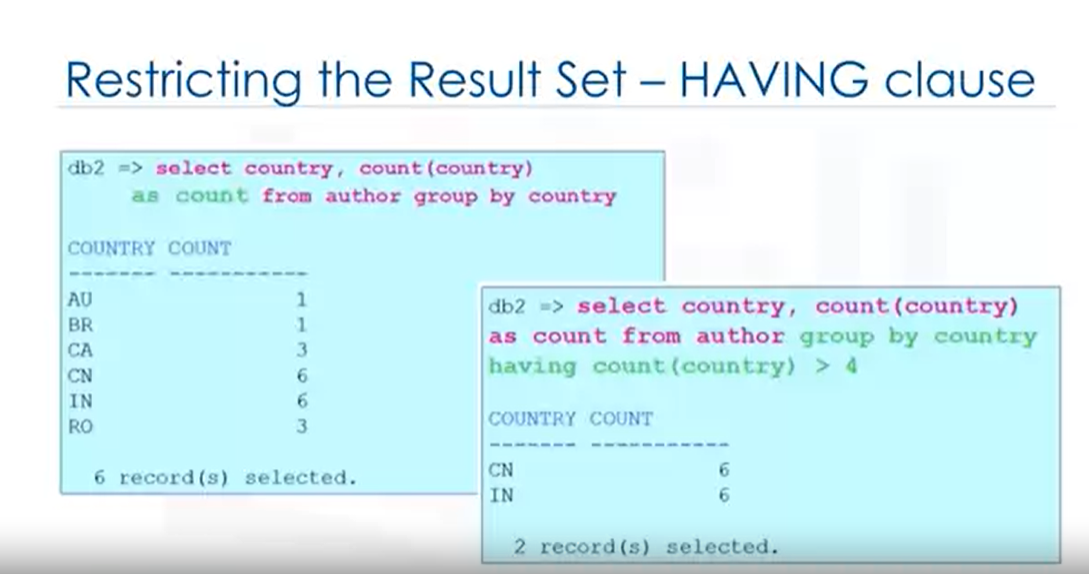 Restricting the Result Set – HAVING clause
db2 => select country, count(country)
as count from author group by country
COUNTRY COUNT
------- -----------
AU 1
BR 1
CA 3
CN 6
IN 6
RO 3
6 record(s) selected.
db2 => select country, count(country)
as count from author group by country
having count(country) > 4
COUNTRY COUNT
------- -----------
CN 6
IN 6
2 record(s) selected.